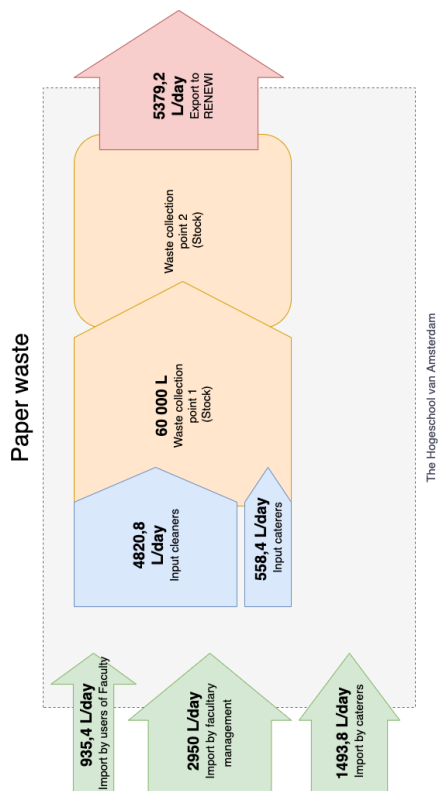 Paper waste
935,4 L/day
Import by users of Faculty
2950 L/day
Import by facultary
management
1493,8 L/day
Import by caterers
4820,8
L/day
Input cleaners
558,4 L/day
Input caterers
60 000 L
Waste collection
point 1
(Stock)
Waste collection
point 2
(Stock)
5379,2
L/day
Export to
RENEWI
The Hogeschool van Amsterdam